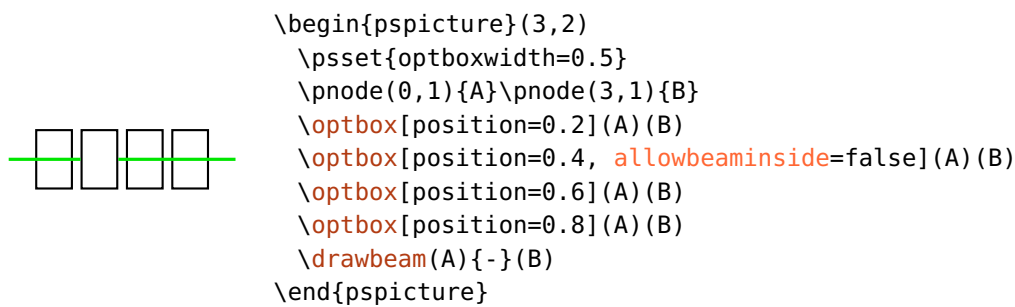 \begin{pspicture}(3,2)
  \psset{optboxwidth=0.5}
  \pnode(0,1){A}\pnode(3,1){B}
  \optbox[position=0.2](A)(B)
  \optbox[position=0.4, allowbeaminside=false](A)(B)
  \optbox[position=0.6](A)(B)
  \optbox[position=0.8](A)(B)
  \drawbeam(A){-}(B)
\end{pspicture}